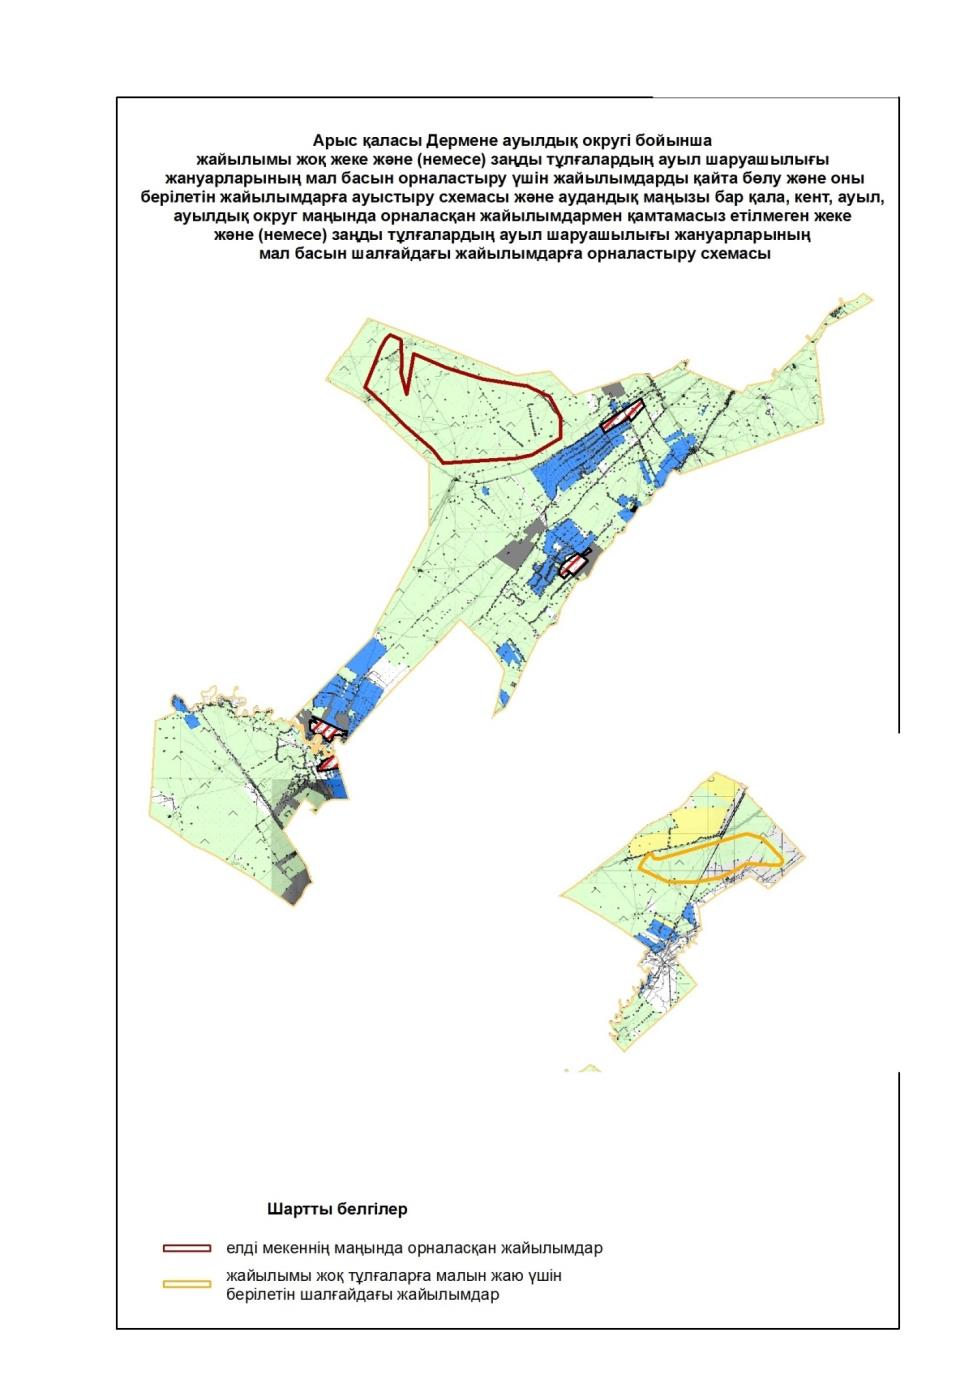 Арыс қаласы Дермене ауылдық округі бойынша
жайылымы жоқ жеке және (немесе) заңды тұлғалардың ауыл шаруашылығы
жануарларының мал басын орналастыру үшін жайылымдарды қайта бөлу және оны
берілетін жайылымдарға ауыстыру схемасы және аудандық маңызы бар қала, кент, ауыл,
ауылдық округ маңында орналасқан жайылымдармен қамтамасыз етілмеген жеке
және (немесе) заңды тұлғалардың ауыл шаруашылығы жануарларының
мал басын шалғайдағы жайылымдарға орналастыру схемасы
Шартты белгілер
елді мекеннің маңында орналасқан жайылымдар
жайылымы жоқ тұлғаларға малын жаю үшін
берілетін шалғайдағы жайылымдар